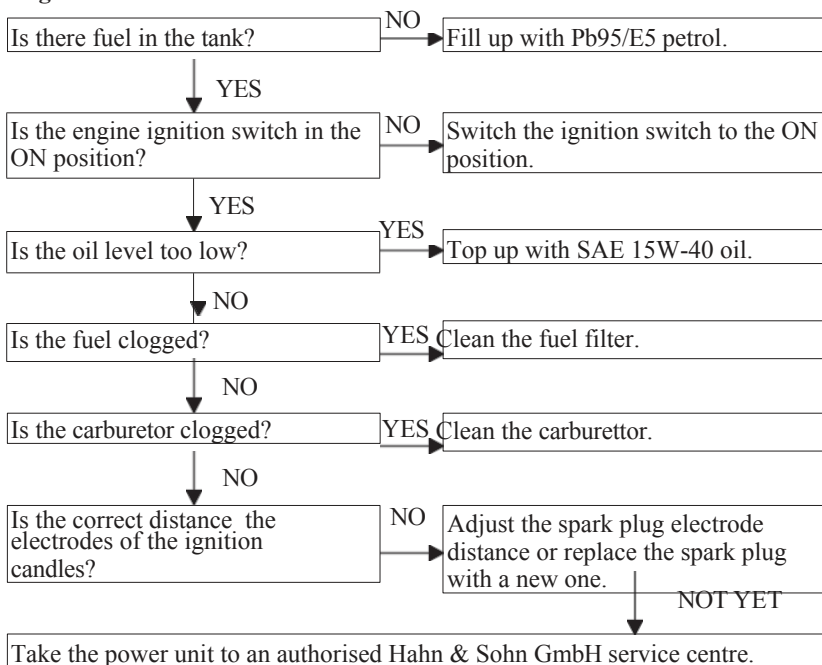 Is there fuel in the tank?
NO
Fill up with Pb95/E5 petrol.
YES
Is the engine ignition switch in the
ON position?
NO
Switch the ignition switch to the ON
position.
YES
Is the oil level too low?
YES
Top up with SAE 15W-40 oil.
NO
Is the fuel clogged?
YES
Clean the fuel filter.
NO
Is the carburetor clogged?
YES
Clean the carburettor.
NO
Is the correct distance the
electrodes of the ignition
candles?
NO
Adjust the spark plug electrode
distance or replace the spark plug
with a new one.
NOT YET
Take the power unit to an authorised Hahn & Sohn GmbH service centre.